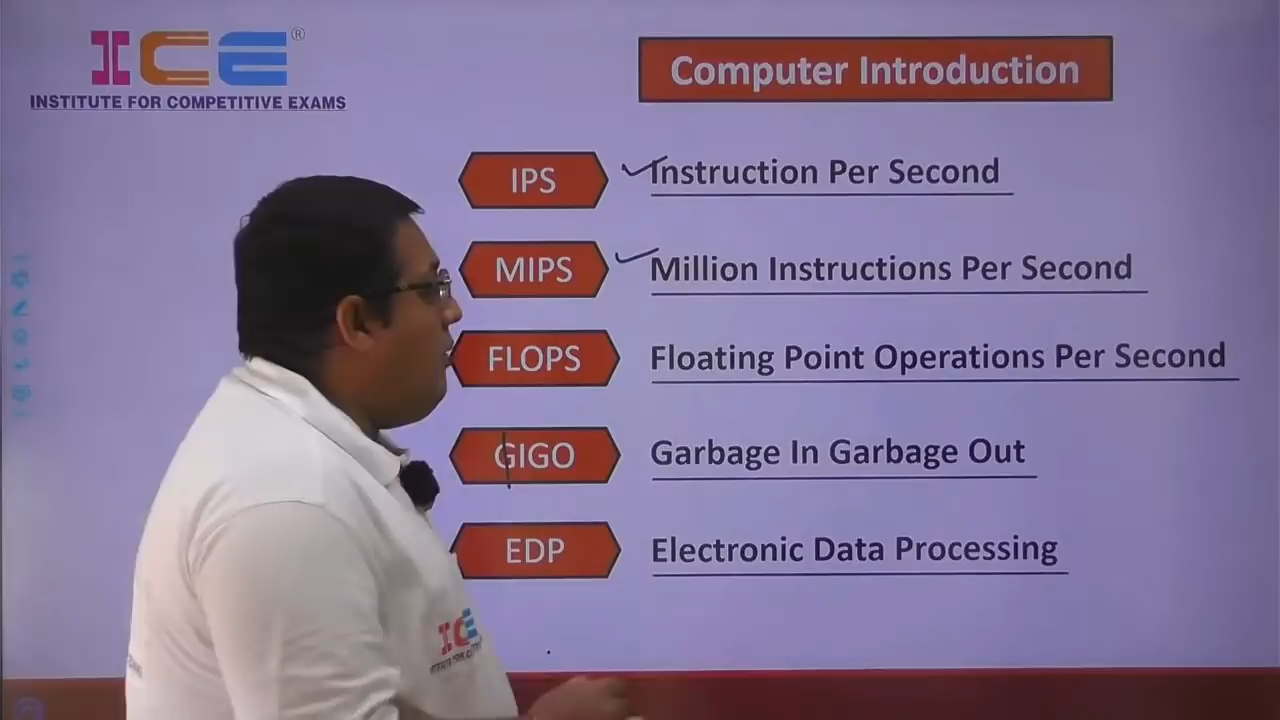 ICE®
INSTITUTE FOR COMPETITIVE EXAMS
Computer Introduction
IPS Instruction Per Second
MIPS Million Instructions Per Second
FLOPS Floating Point Operations Per Second
GIGO Garbage In Garbage Out
EDP Electronic Data Processing
ICE